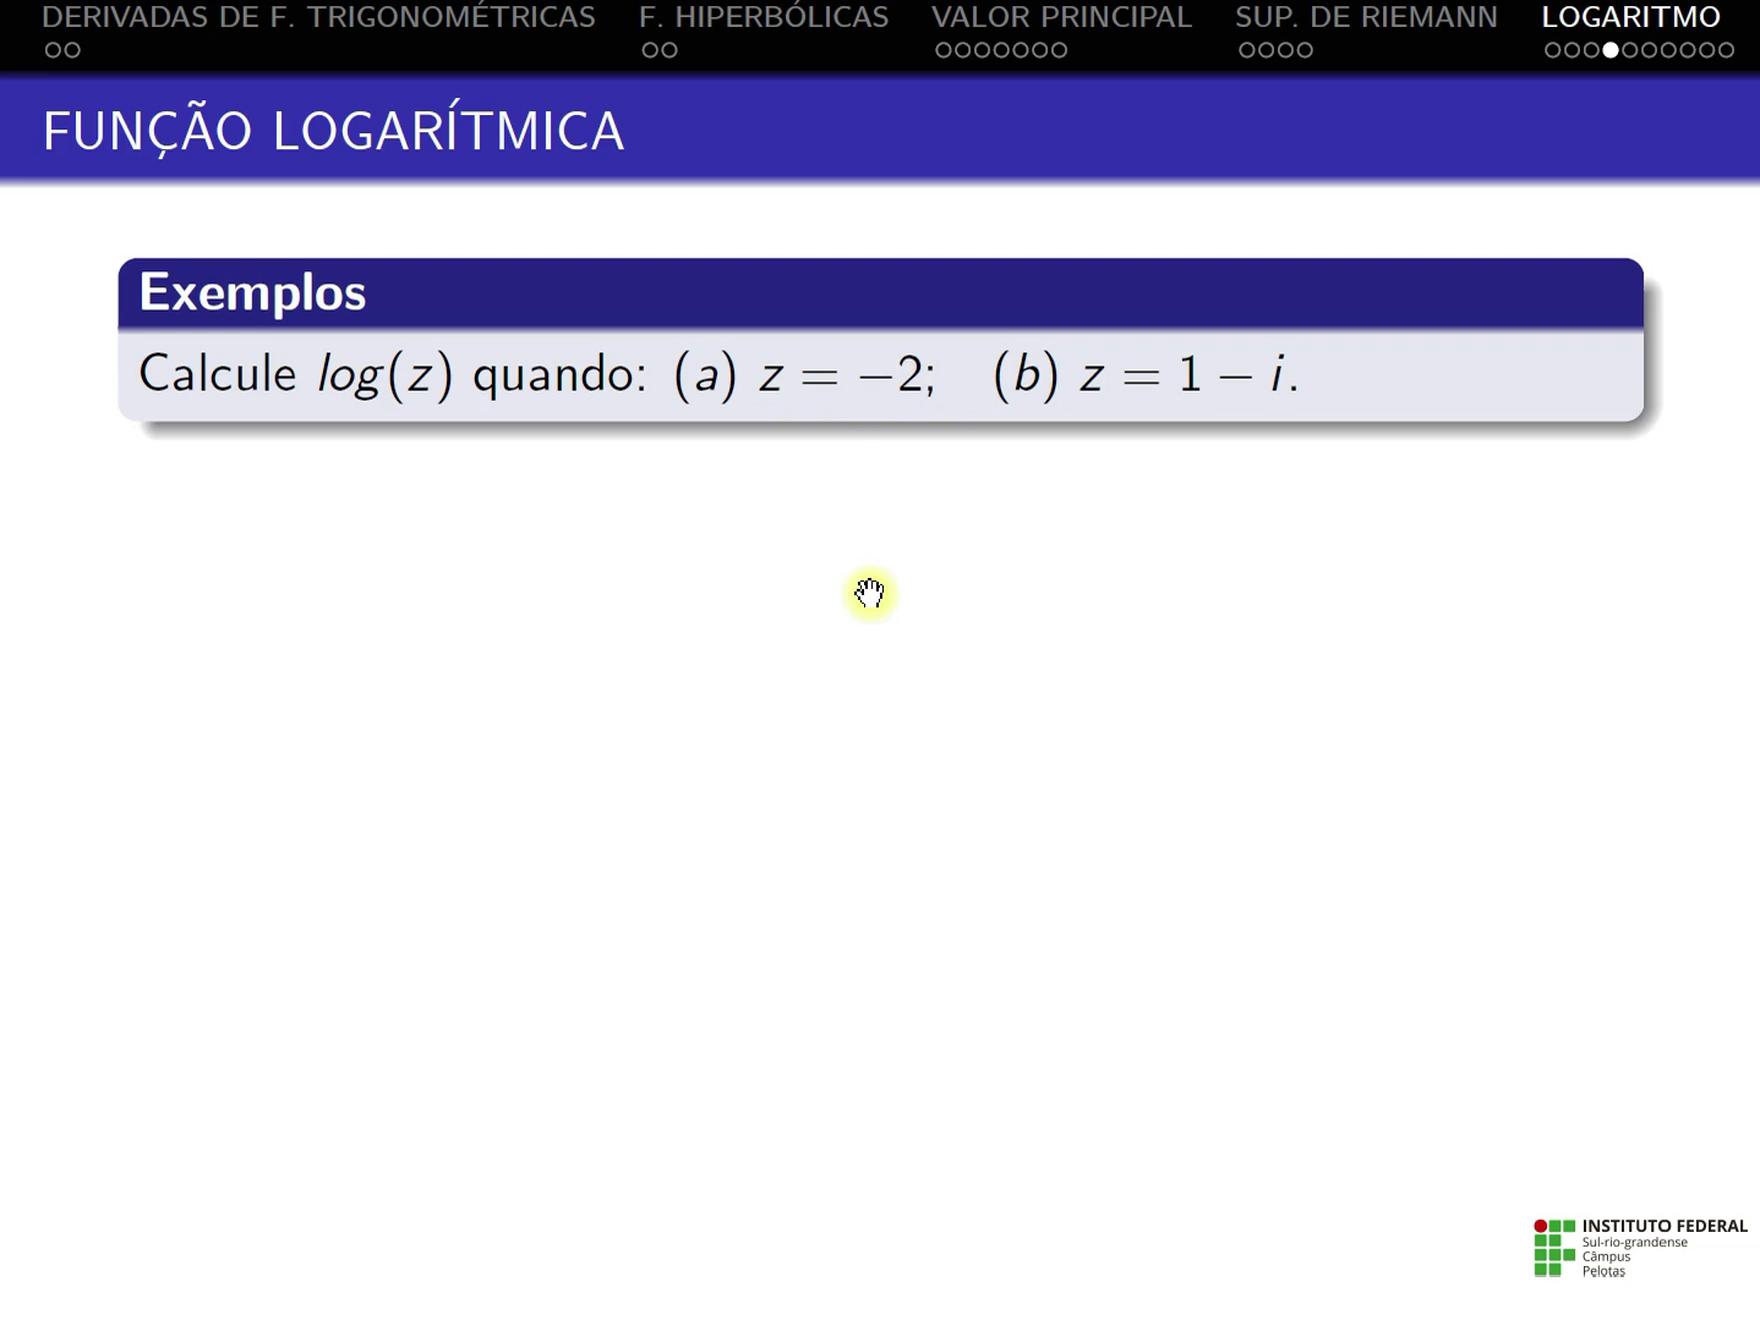 DERIVADAS DE F. TRIGONOMÉTRICAS F. HIPERBÓLICAS VALOR PRINCIPAL SUP. DE RIEMANN LOGARITMO
FUNÇÃO LOGARÍTMICA
Exemplos
Calcule log(z) quando: (a) z = −2; (b) z = 1 − i.
INSTITUTO FEDERAL
Sul-rio-grandense
Câmpus
Pelotas